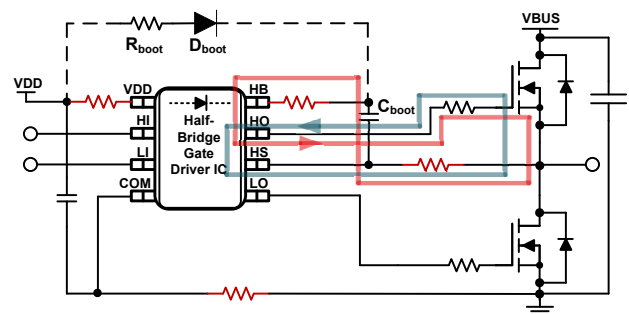 VBUS
Rboot
Dboot
VDD
VDD
HB
Cboot
HI
Half-
Bridge
Gate
Driver IC
HO
LI
HS
COM
LO